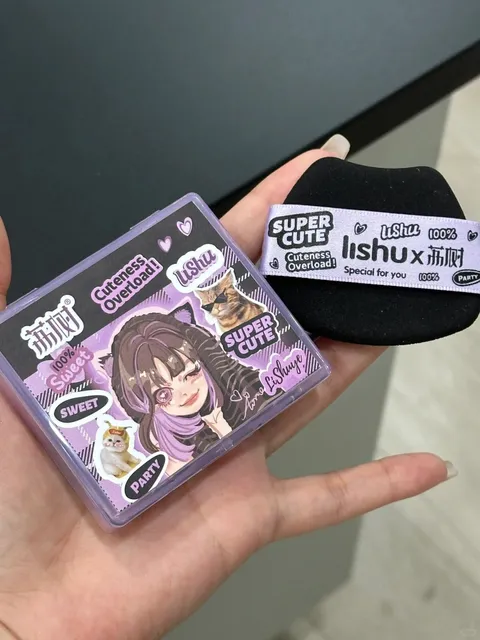 Cuteness
Overload!
lishu
苏树®
100%
Sweet
SUPER
CUTE
SWEET
PARTY
SUPER
CUTE
Cuteness
Overload!
lishu
100%
lishu x 苏树
Special for you
100%
PARTY